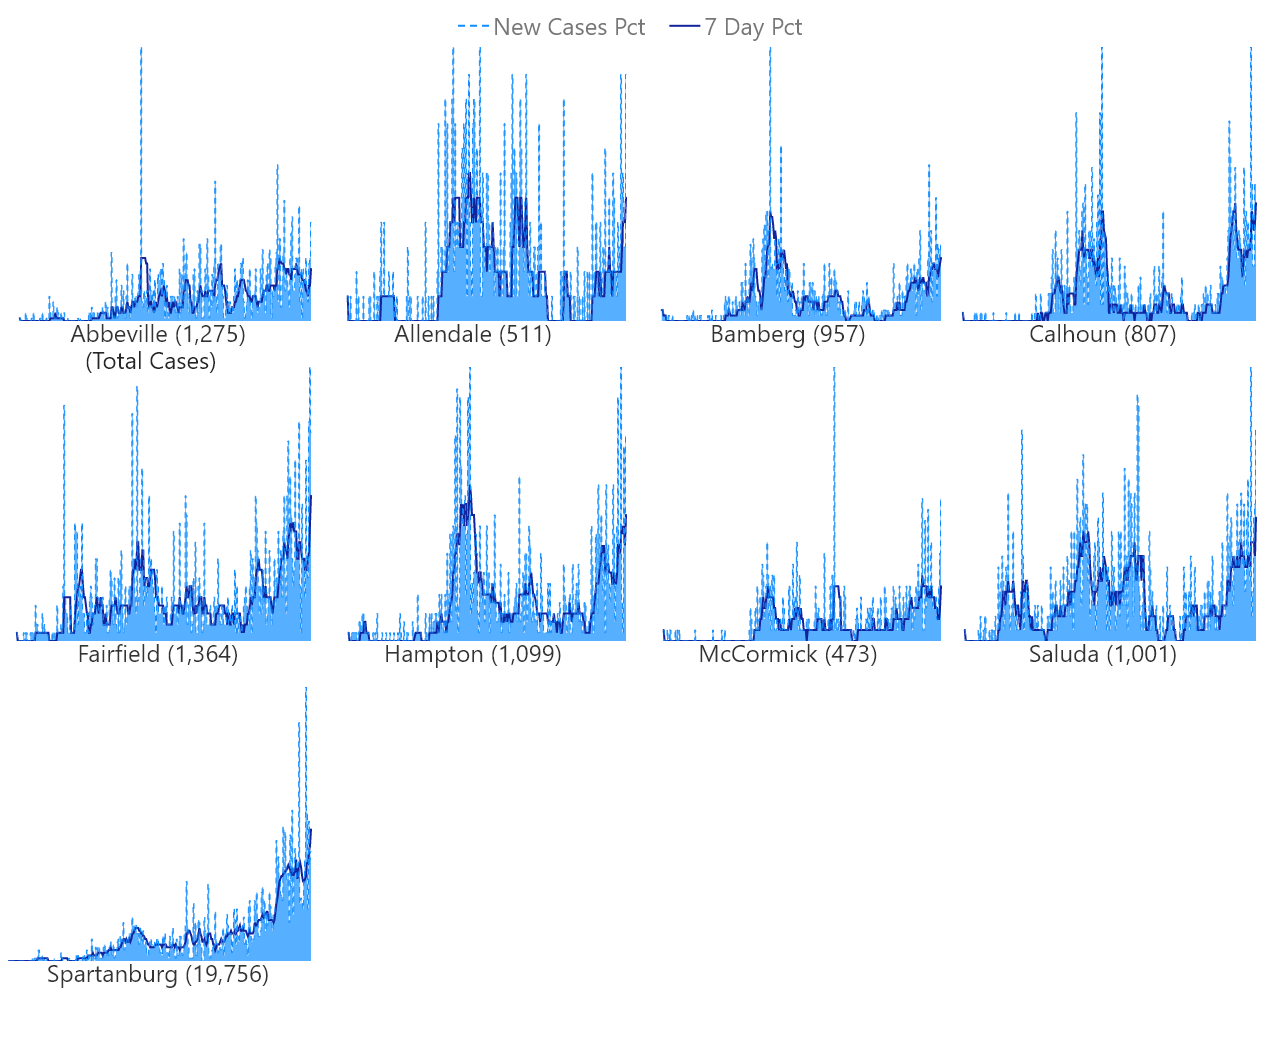 New Cases Pct 7 Day Pct
Abbeville (1,275)
(Total Cases)
Allendale (511)
Bamberg (957)
Calhoun (807)
Fairfield (1,364)
Hampton (1,099)
McCormick (473)
Saluda (1,001)
Spartanburg (19,756)